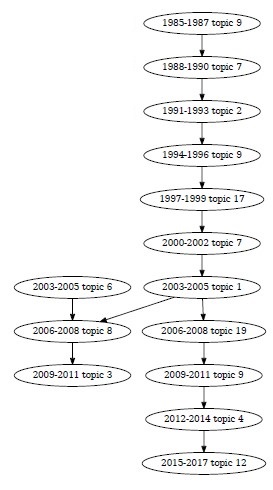 1985-1987 topic 9
1988-1990 topic 7
1991-1993 topic 2
1994-1996 topic 9
1997-1999 topic 17
2000-2002 topic 7
2003-2005 topic 6
2003-2005 topic 1
2006-2008 topic 8
2006-2008 topic 19
2009-2011 topic 3
2009-2011 topic 9
2012-2014 topic 4
2015-2017 topic 12